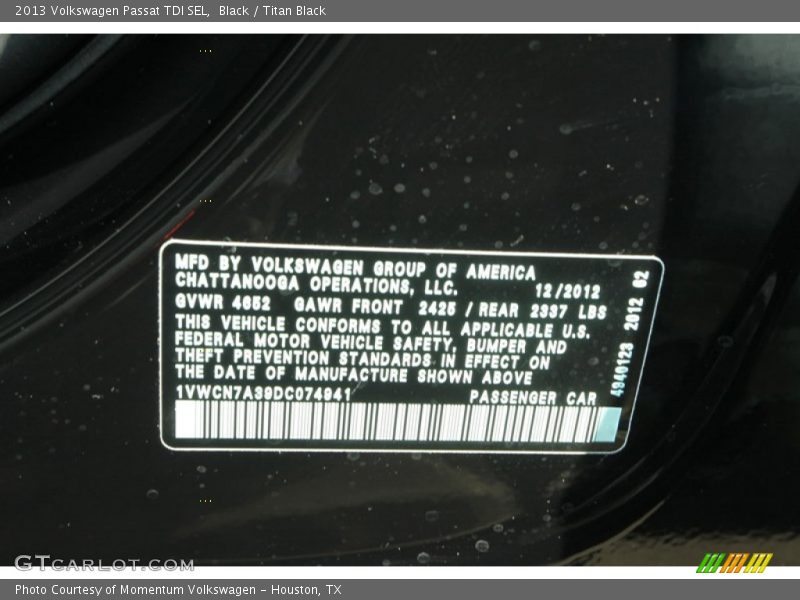 2013 Volkswagen Passat TDI SEL, Black / Titan Black
MFD BY VOLKSWAGEN GROUP OF AMERICA
CHATTANOOGA OPERATIONS, LLC. 12/2012
GVWR 4652 GAWR FRONT 2425 / REAR 2337 LBS
THIS VEHICLE CONFORMS TO ALL APPLICABLE U.S.
FEDERAL MOTOR VEHICLE SAFETY, BUMPER AND
THEFT PREVENTION STANDARDS IN EFFECT ON
THE DATE OF MANUFACTURE SHOWN ABOVE
1VWCN7A39DC074941 PASSENGER CAR
4940123 2012 62
GTCARLOT.COM
Photo Courtesy of Momentum Volkswagen - Houston, TX